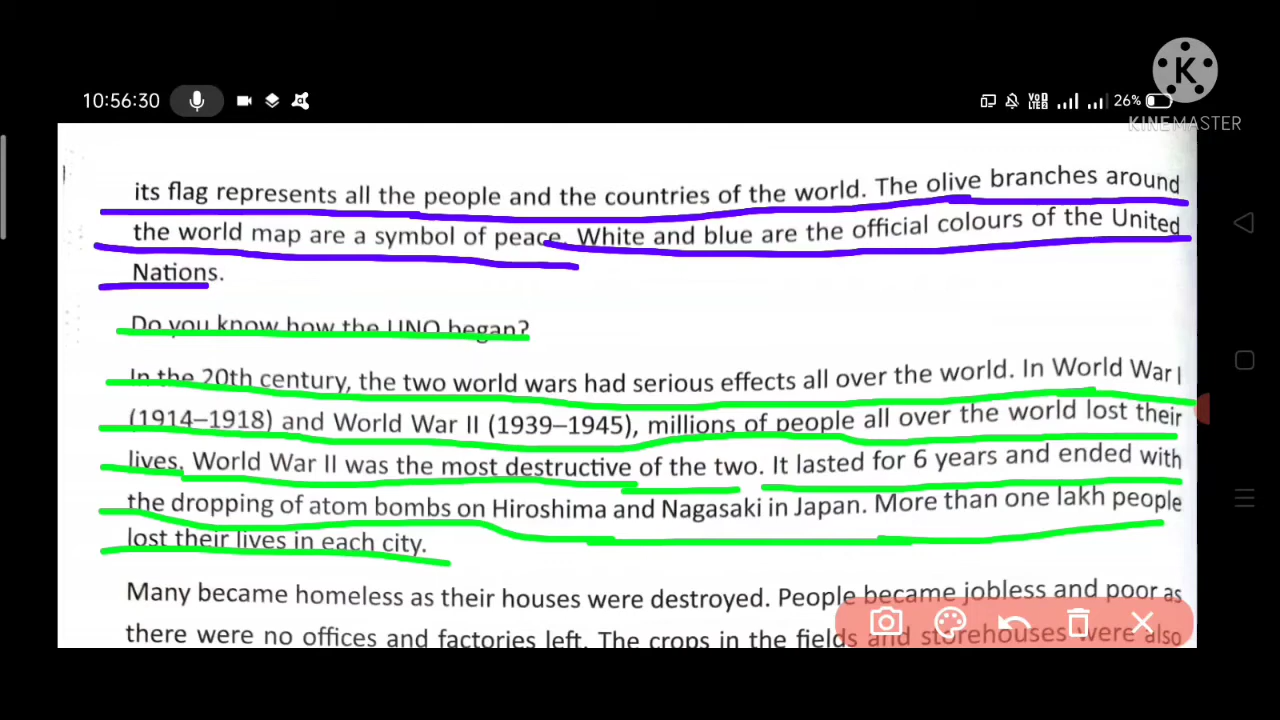 10:56:30
VoD LTE 26%
KINEMASTER
its flag represents all the people and the countries of the world. The olive branches around
the world map are a symbol of peace. White and blue are the official colours of the United
Nations.
Do you know how the UNO began?
In the 20th century, the two world wars had serious effects all over the world. In World War I
(1914–1918) and World War II (1939–1945), millions of people all over the world lost their
lives. World War II was the most destructive of the two. It lasted for 6 years and ended with
the dropping of atom bombs on Hiroshima and Nagasaki in Japan. More than one lakh people
lost their lives in each city.
Many became homeless as their houses were destroyed. People became jobless and poor as
there were no offices and factories left. The crops in the fields and storehouses were also